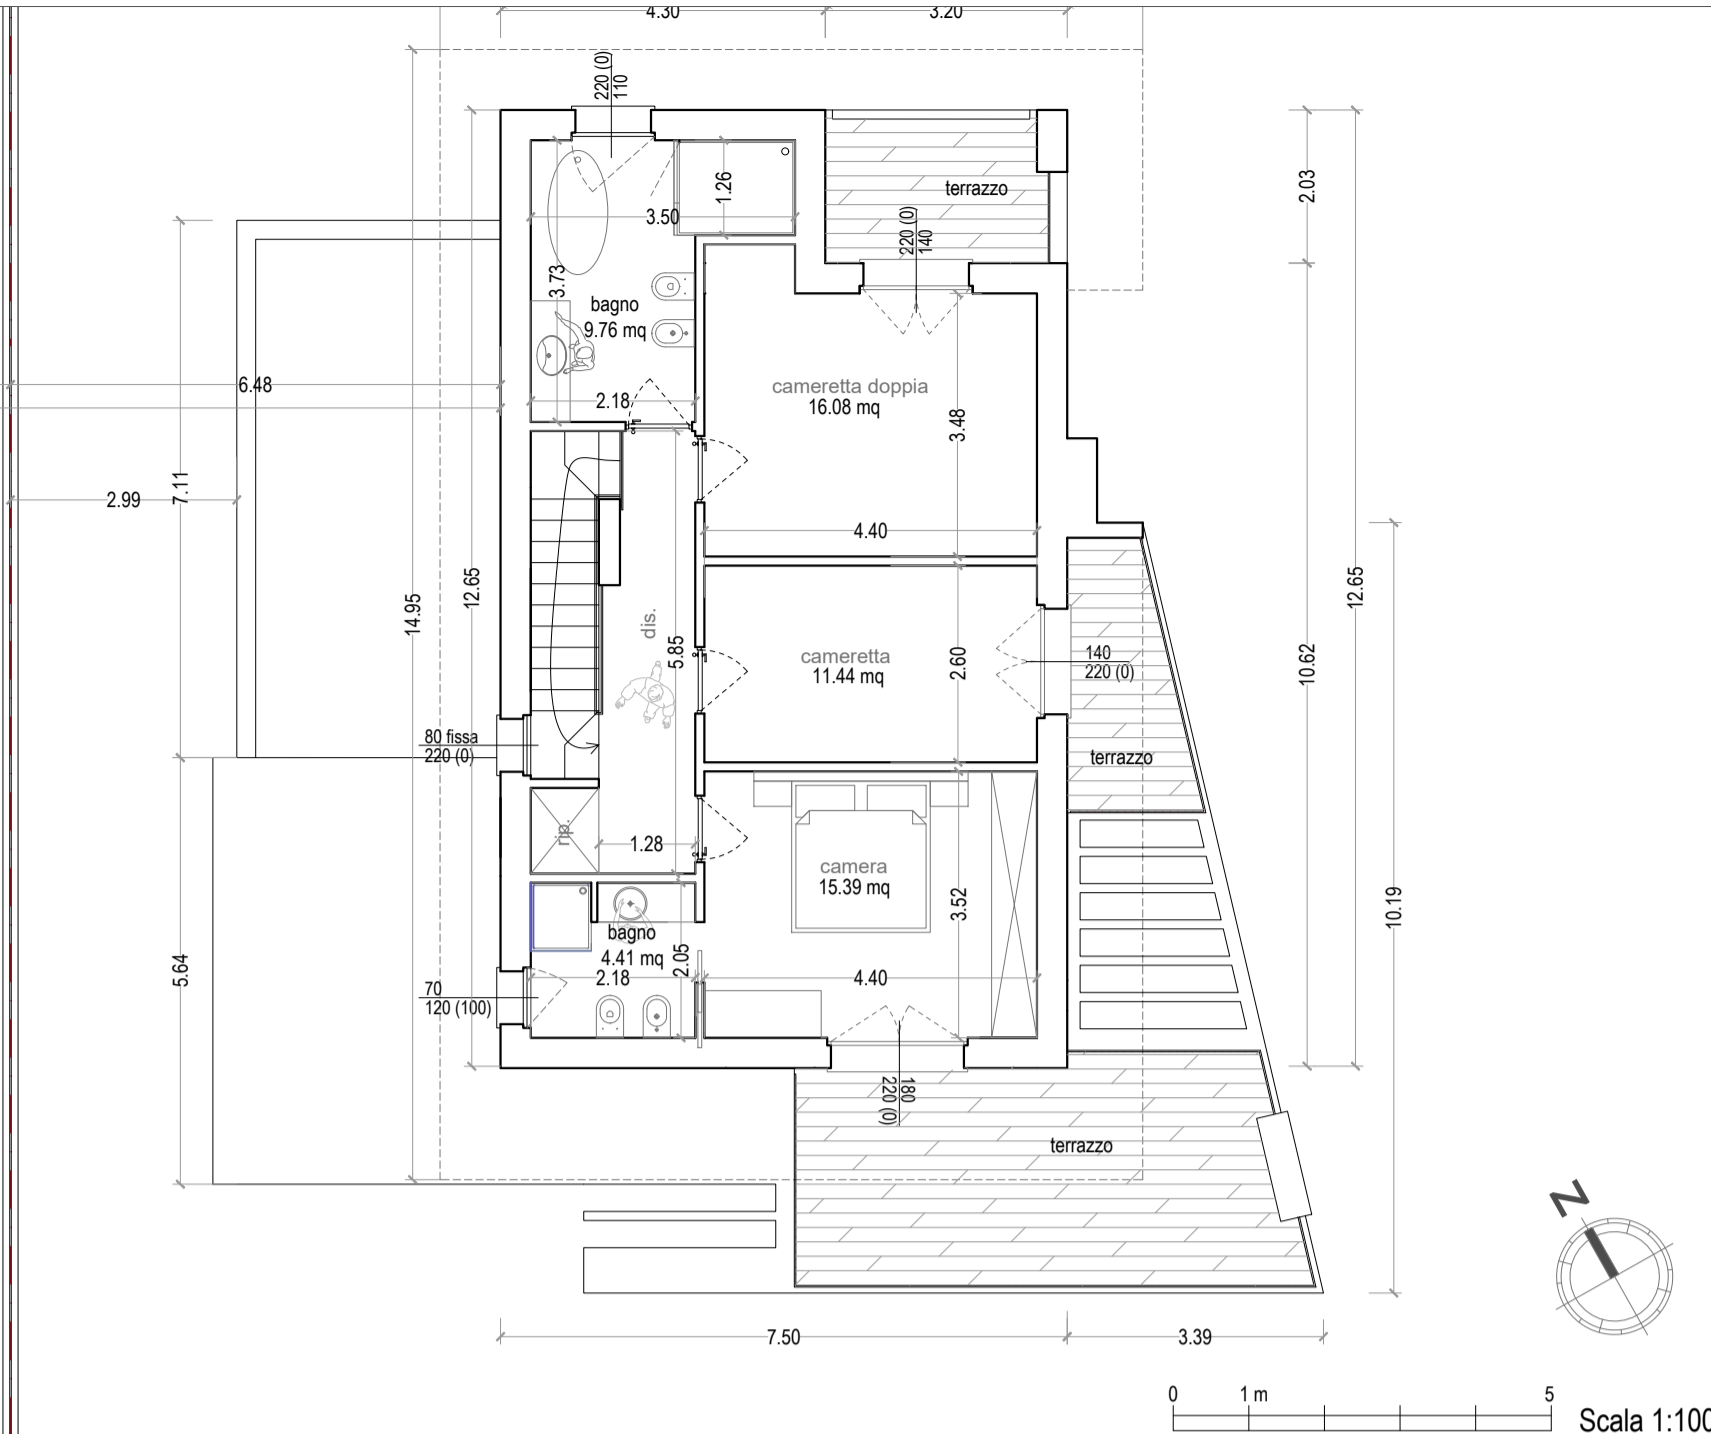 4.30
3.20
220 (0)
110
terrazzo
2.03
1.26
3.50
220 (0)
140
3.73
bagno
9.76 mq
6.48
cameretta doppia
16.08 mq
2.18
3.48
2.99
7.11
4.40
14.95
12.65
dis.
5.85
cameretta
11.44 mq
2.60
140
220 (0)
10.62
12.65
80 fissa
220 (0)
terrazzo
rip.
1.28
camera
15.39 mq
3.52
10.19
bagno
4.41 mq
2.05
2.18
4.40
5.64
70
120 (100)
180
220 (0)
terrazzo
N
7.50
3.39
0 1 m 5
Scala 1:100